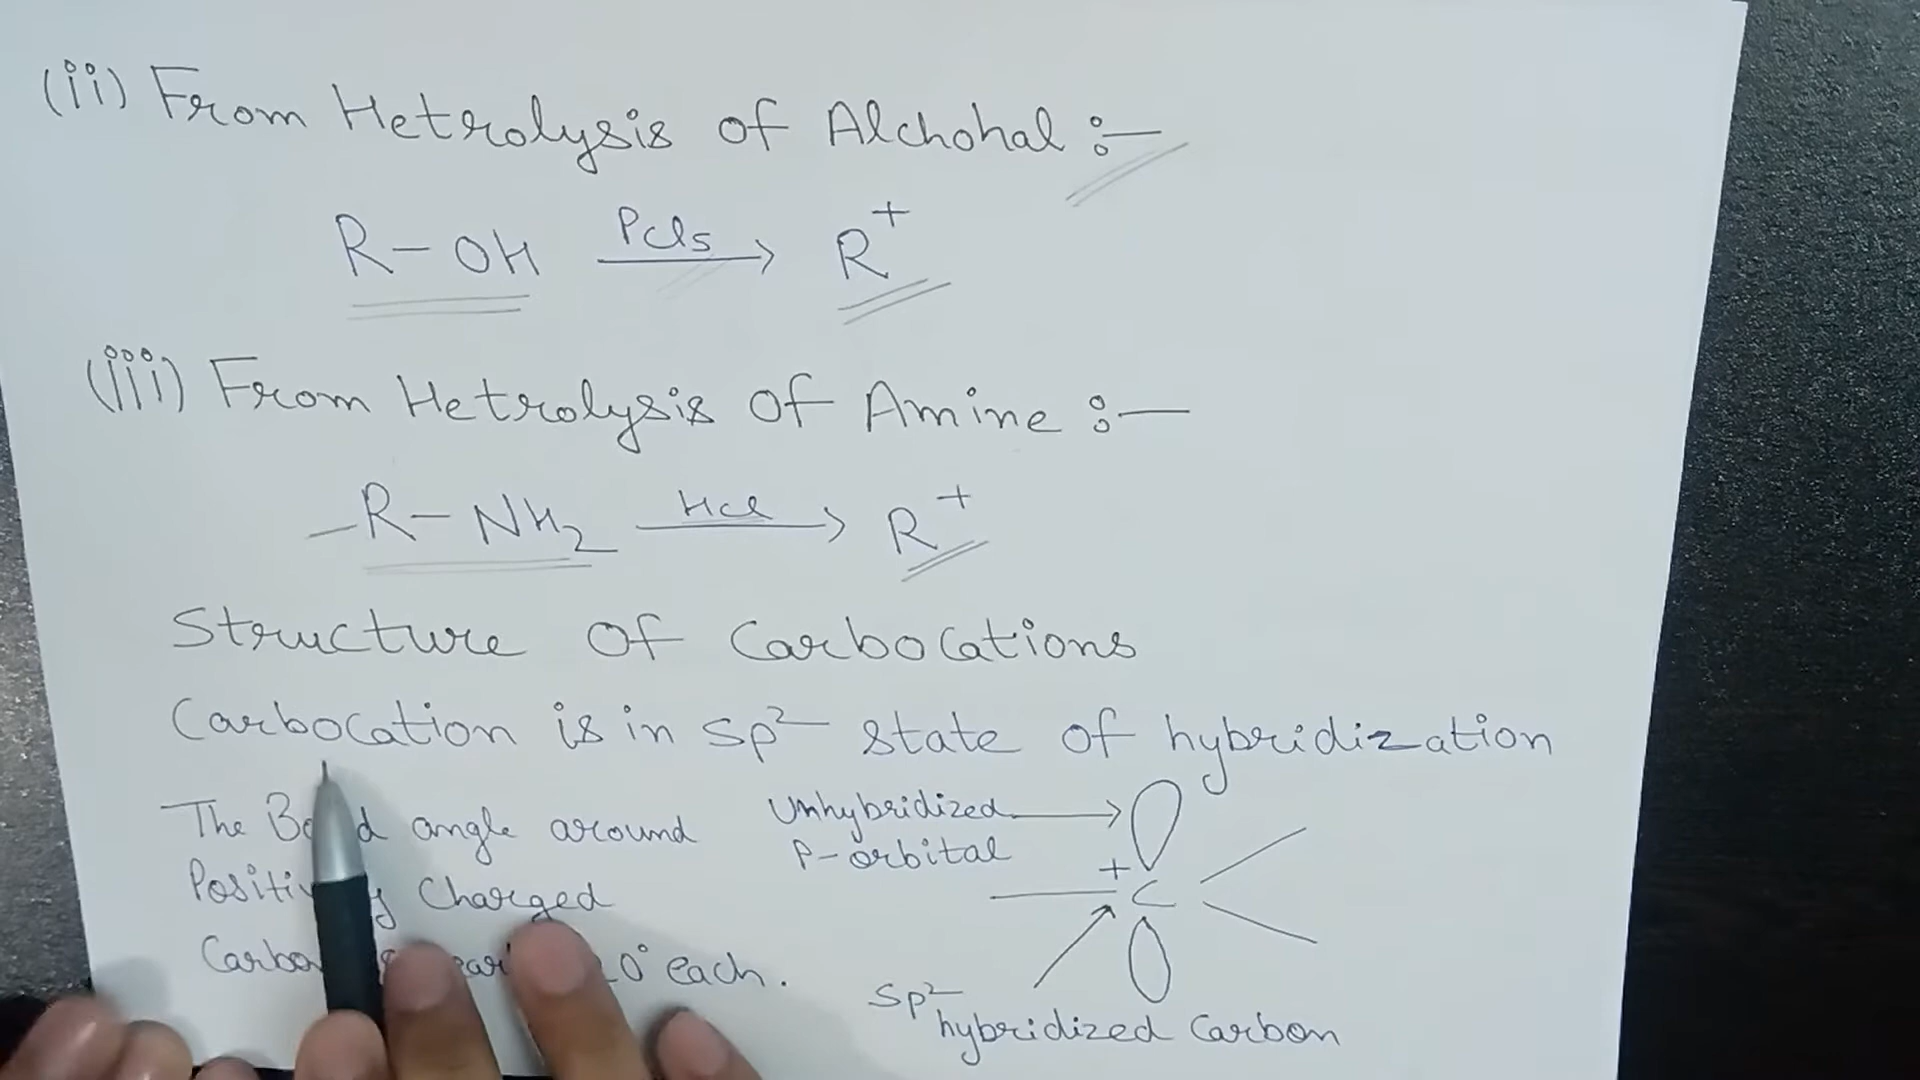 (ii) From Hetrolysis of Alchohal :-
R-OH PCl5 → R+
(iii) From Hetrolysis of Amine :-
-R-NH2 HCl → R+
Structure of Carbocations
Carbocation is in Sp2 state of hybridization
The angle around
Charged
each.
Unhybridized
P-orbital
+
C
Sp2
hybridized Carbon